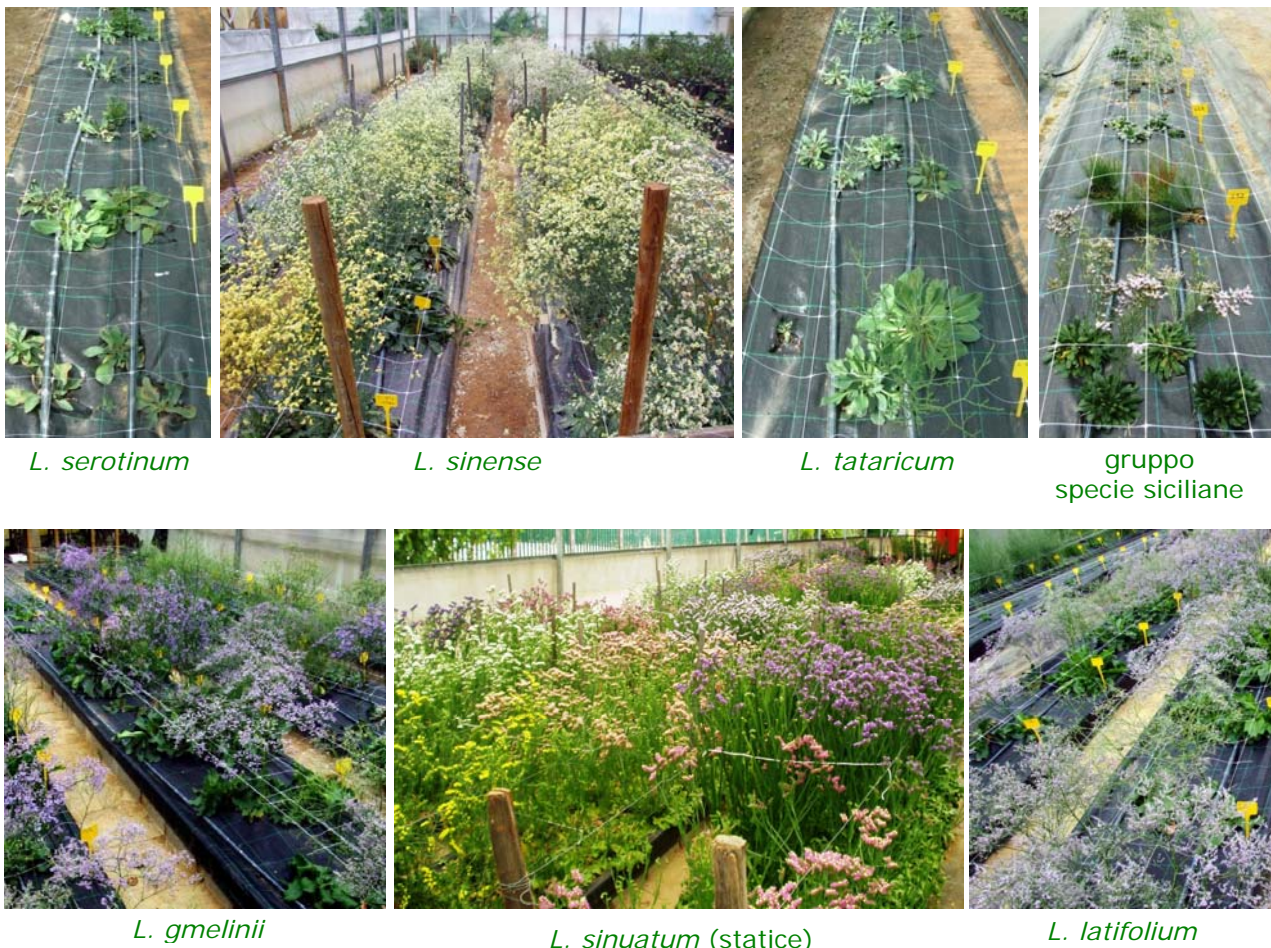 L. serotinum
L. sinense
L. tataricum
gruppo
specie siciliane
L. gmelinii
L. sinuatum (statice)
L. latifolium